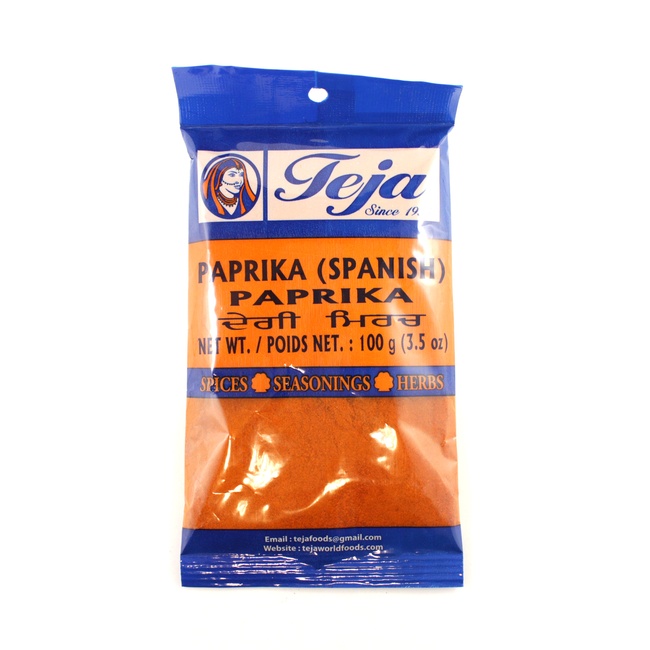 Teja
Since 19
PAPRIKA (SPANISH)
PAPRIKA
ਦੇਗੀ ਮਿਰਚ
NET WT. / POIDS NET. : 100 g (3.5 oz)
SPICES SEASONINGS HERBS
Email : tejafoods@gmail.com
Website : tejaworldfoods.com